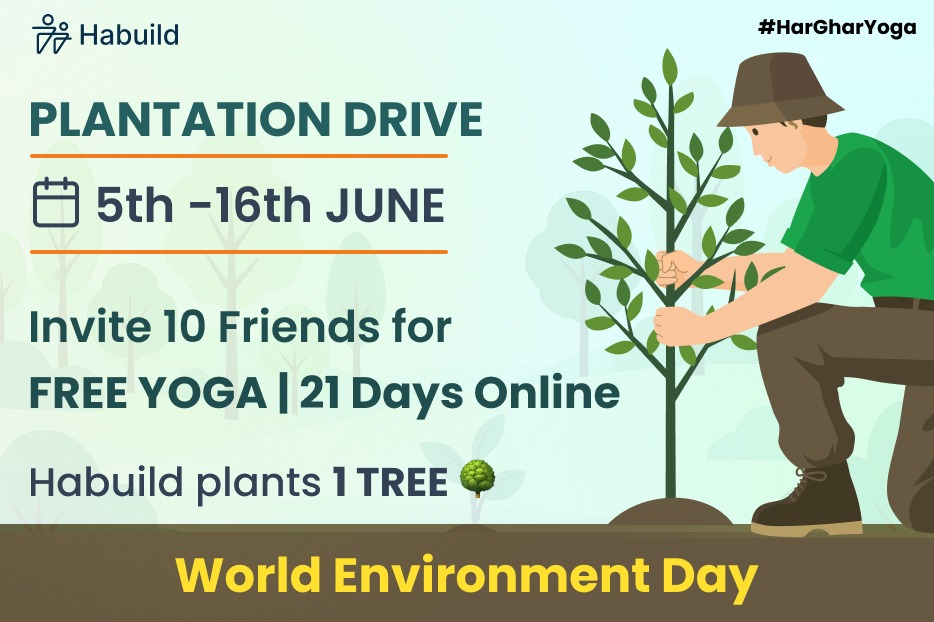 Habuild
#HarGharYoga
PLANTATION DRIVE
5th -16th JUNE
Invite 10 Friends for
FREE YOGA | 21 Days Online
Habuild plants 1 TREE
World Environment Day